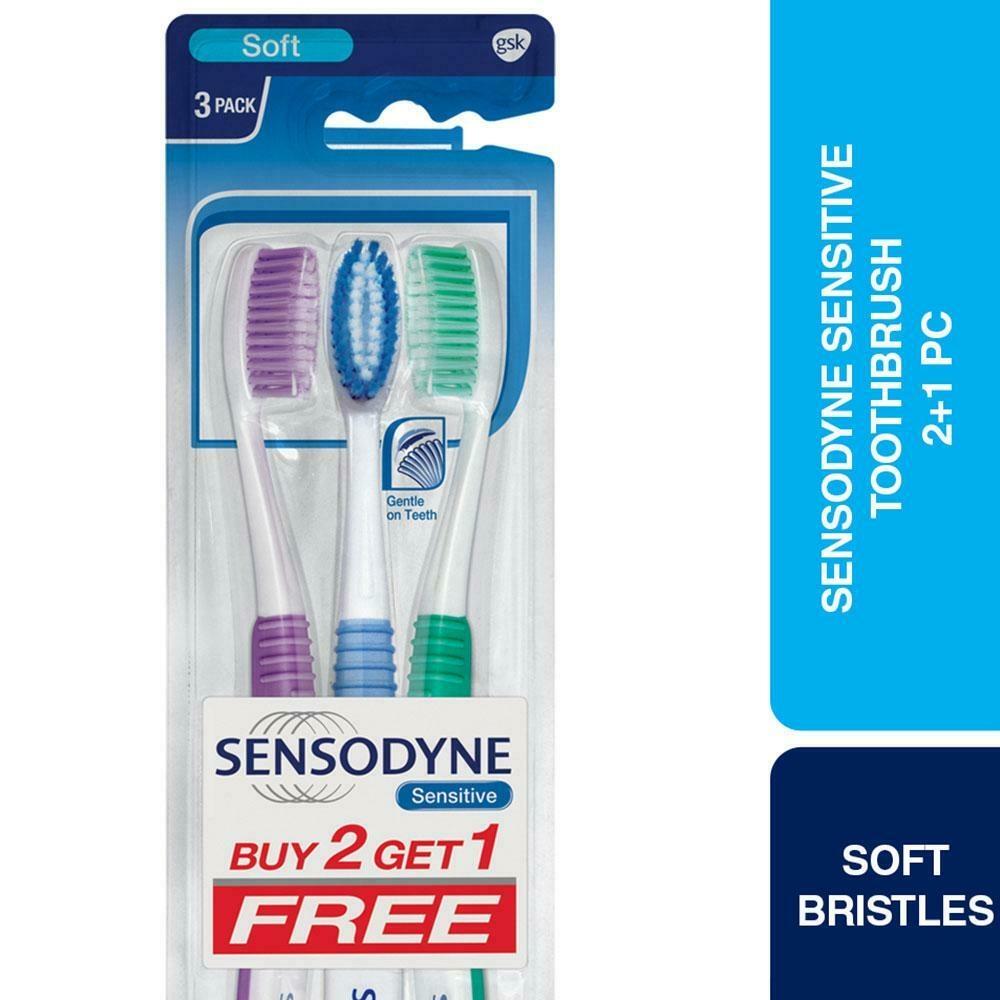 Soft
gsk
3 PACK
Gentle
on Teeth
SENSODYNE
Sensitive
BUY 2 GET 1
FREE
S
S
S
SENSODYNE SENSITIVE
TOOTHBRUSH
2+1 PC
SOFT
BRISTLES